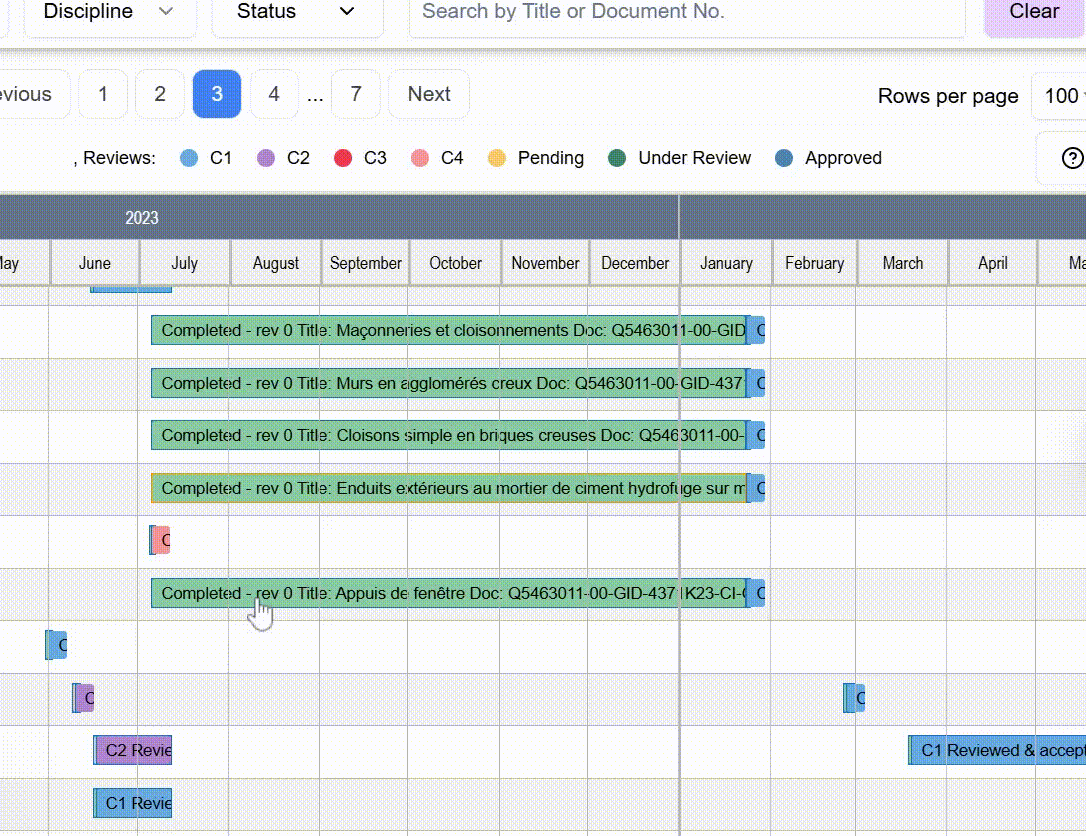 Discipline Status Search by Title or Document No. Clear
evious 1 2 3 4 ... 7 Next Rows per page 100
, Reviews: C1 C2 C3 C4 Pending Under Review Approved ?
2023
May June July August September October November December January February March April Ma
Completed - rev 0 Title: Maçonneries et cloisonnements Doc: Q5463011-00-GID C
Completed - rev 0 Title: Murs en agglomérés creux Doc: Q5463011-00-GID-437 C
Completed - rev 0 Title: Cloisons simple en briques creuses Doc: Q5463011-00- C
Completed - rev 0 Title: Enduits extérieurs au mortier de ciment hydrofuge sur m C
C
Completed - rev 0 Title: Appuis de fenêtre Doc: Q5463011-00-GID-4371K23-CI- C
C
C C
C2 Revie C1 Reviewed & accept
C1 Revie